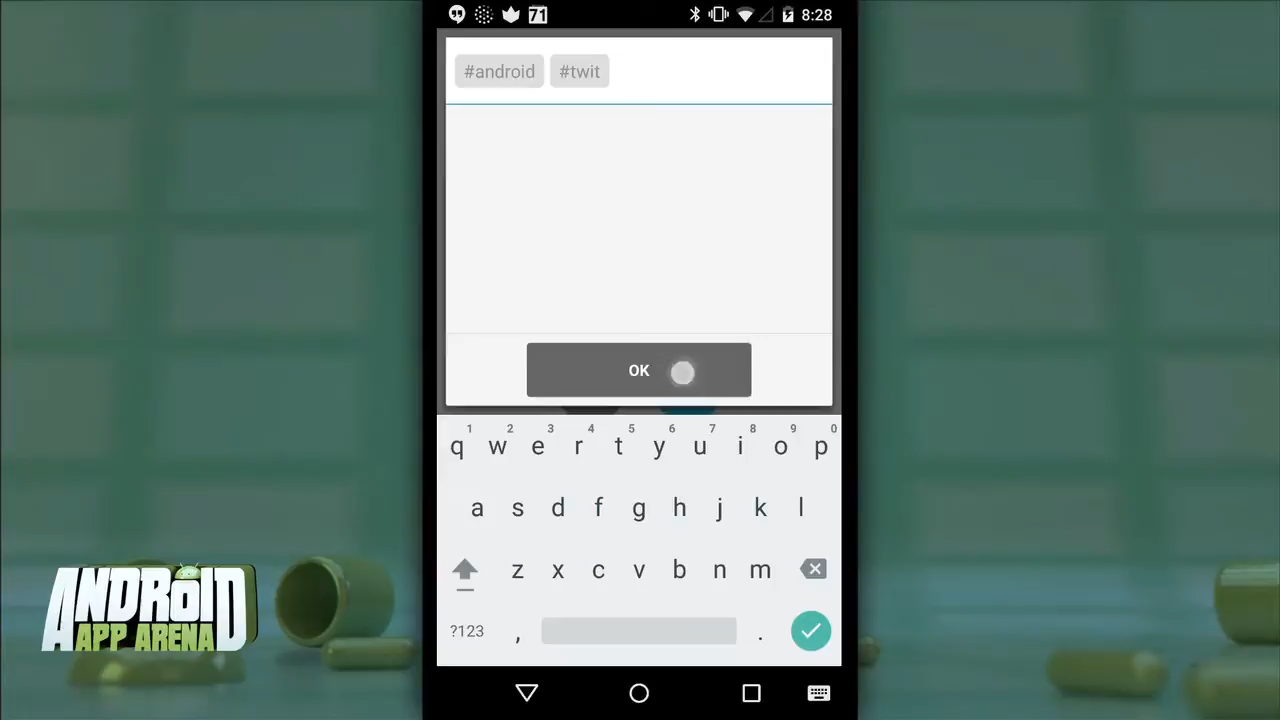 71 8:28
#android #twit
OK
1 2 3 4 5 6 7 8 9 0
q w e r t y u i o p
a s d f g h j k l
z x c v b n m
?123 , .
ANDROID
APP ARENA